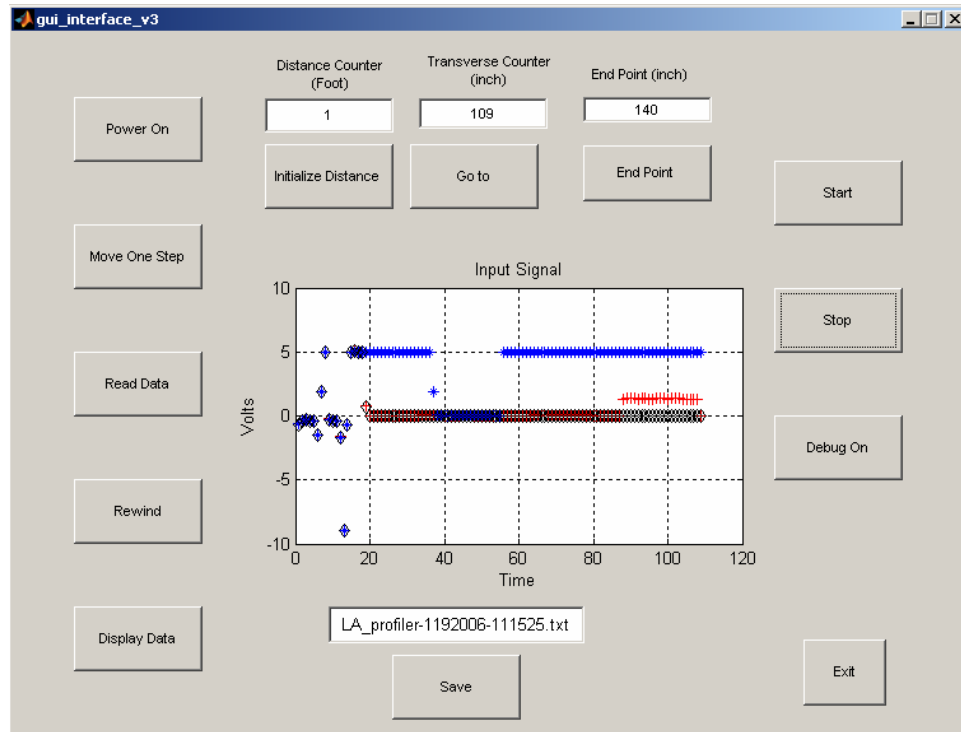 gui_interface_v3
Distance Counter
(Foot)
Transverse Counter
(inch)
End Point (inch)
1
109
140
Power On
Initialize Distance
Go to
End Point
Start
Move One Step
Input Signal
10
5
0
-5
-10
Volts
0
20
40
60
80
100
120
Time
Stop
Read Data
Debug On
Rewind
Display Data
LA_profiler-1192006-111525.txt
Save
Exit